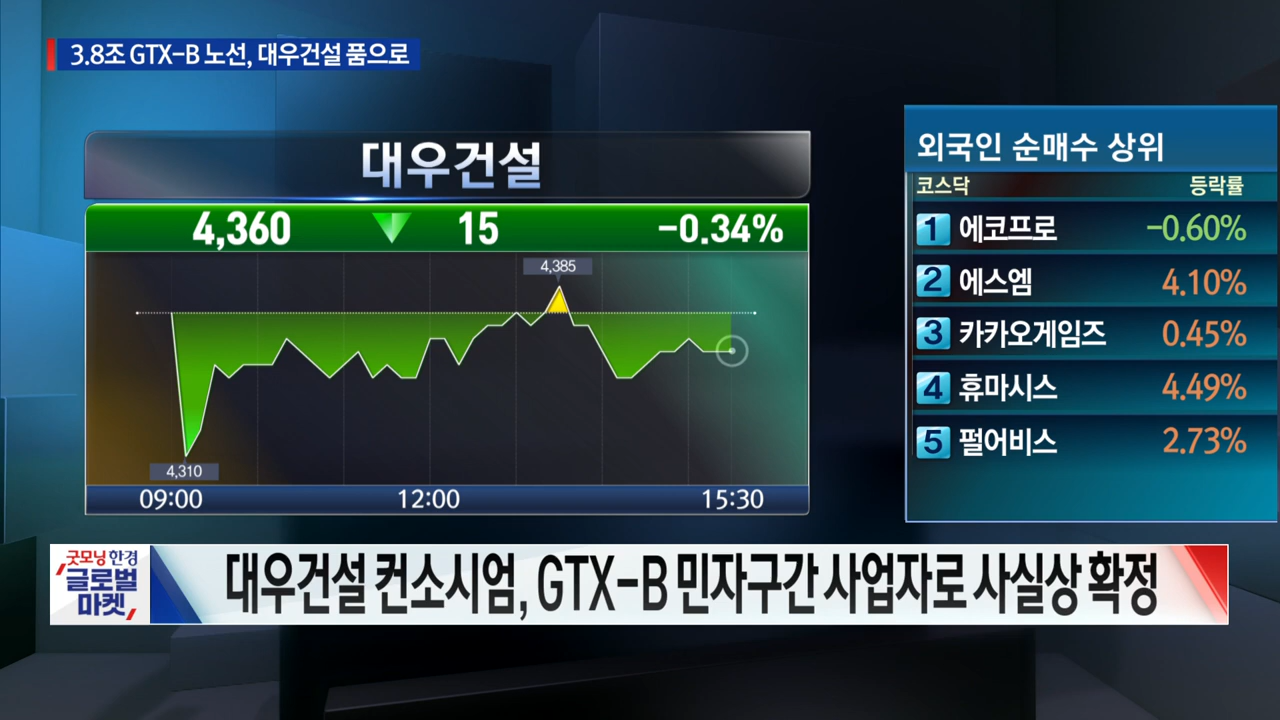 3.8조 GTX-B 노선, 대우건설 품으로
대우건설
4,360 ▼ 15 -0.34%
4,385
4,310
09:00 12:00 15:30
외국인 순매수 상위
코스닥 등락률
1 에코프로 -0.60%
2 에스엠 4.10%
3 카카오게임즈 0.45%
4 휴마시스 4.49%
5 펄어비스 2.73%
굿모닝 한경
글로벌
마켓
대우건설 컨소시엄, GTX-B 민자구간 사업자로 사실상 확정